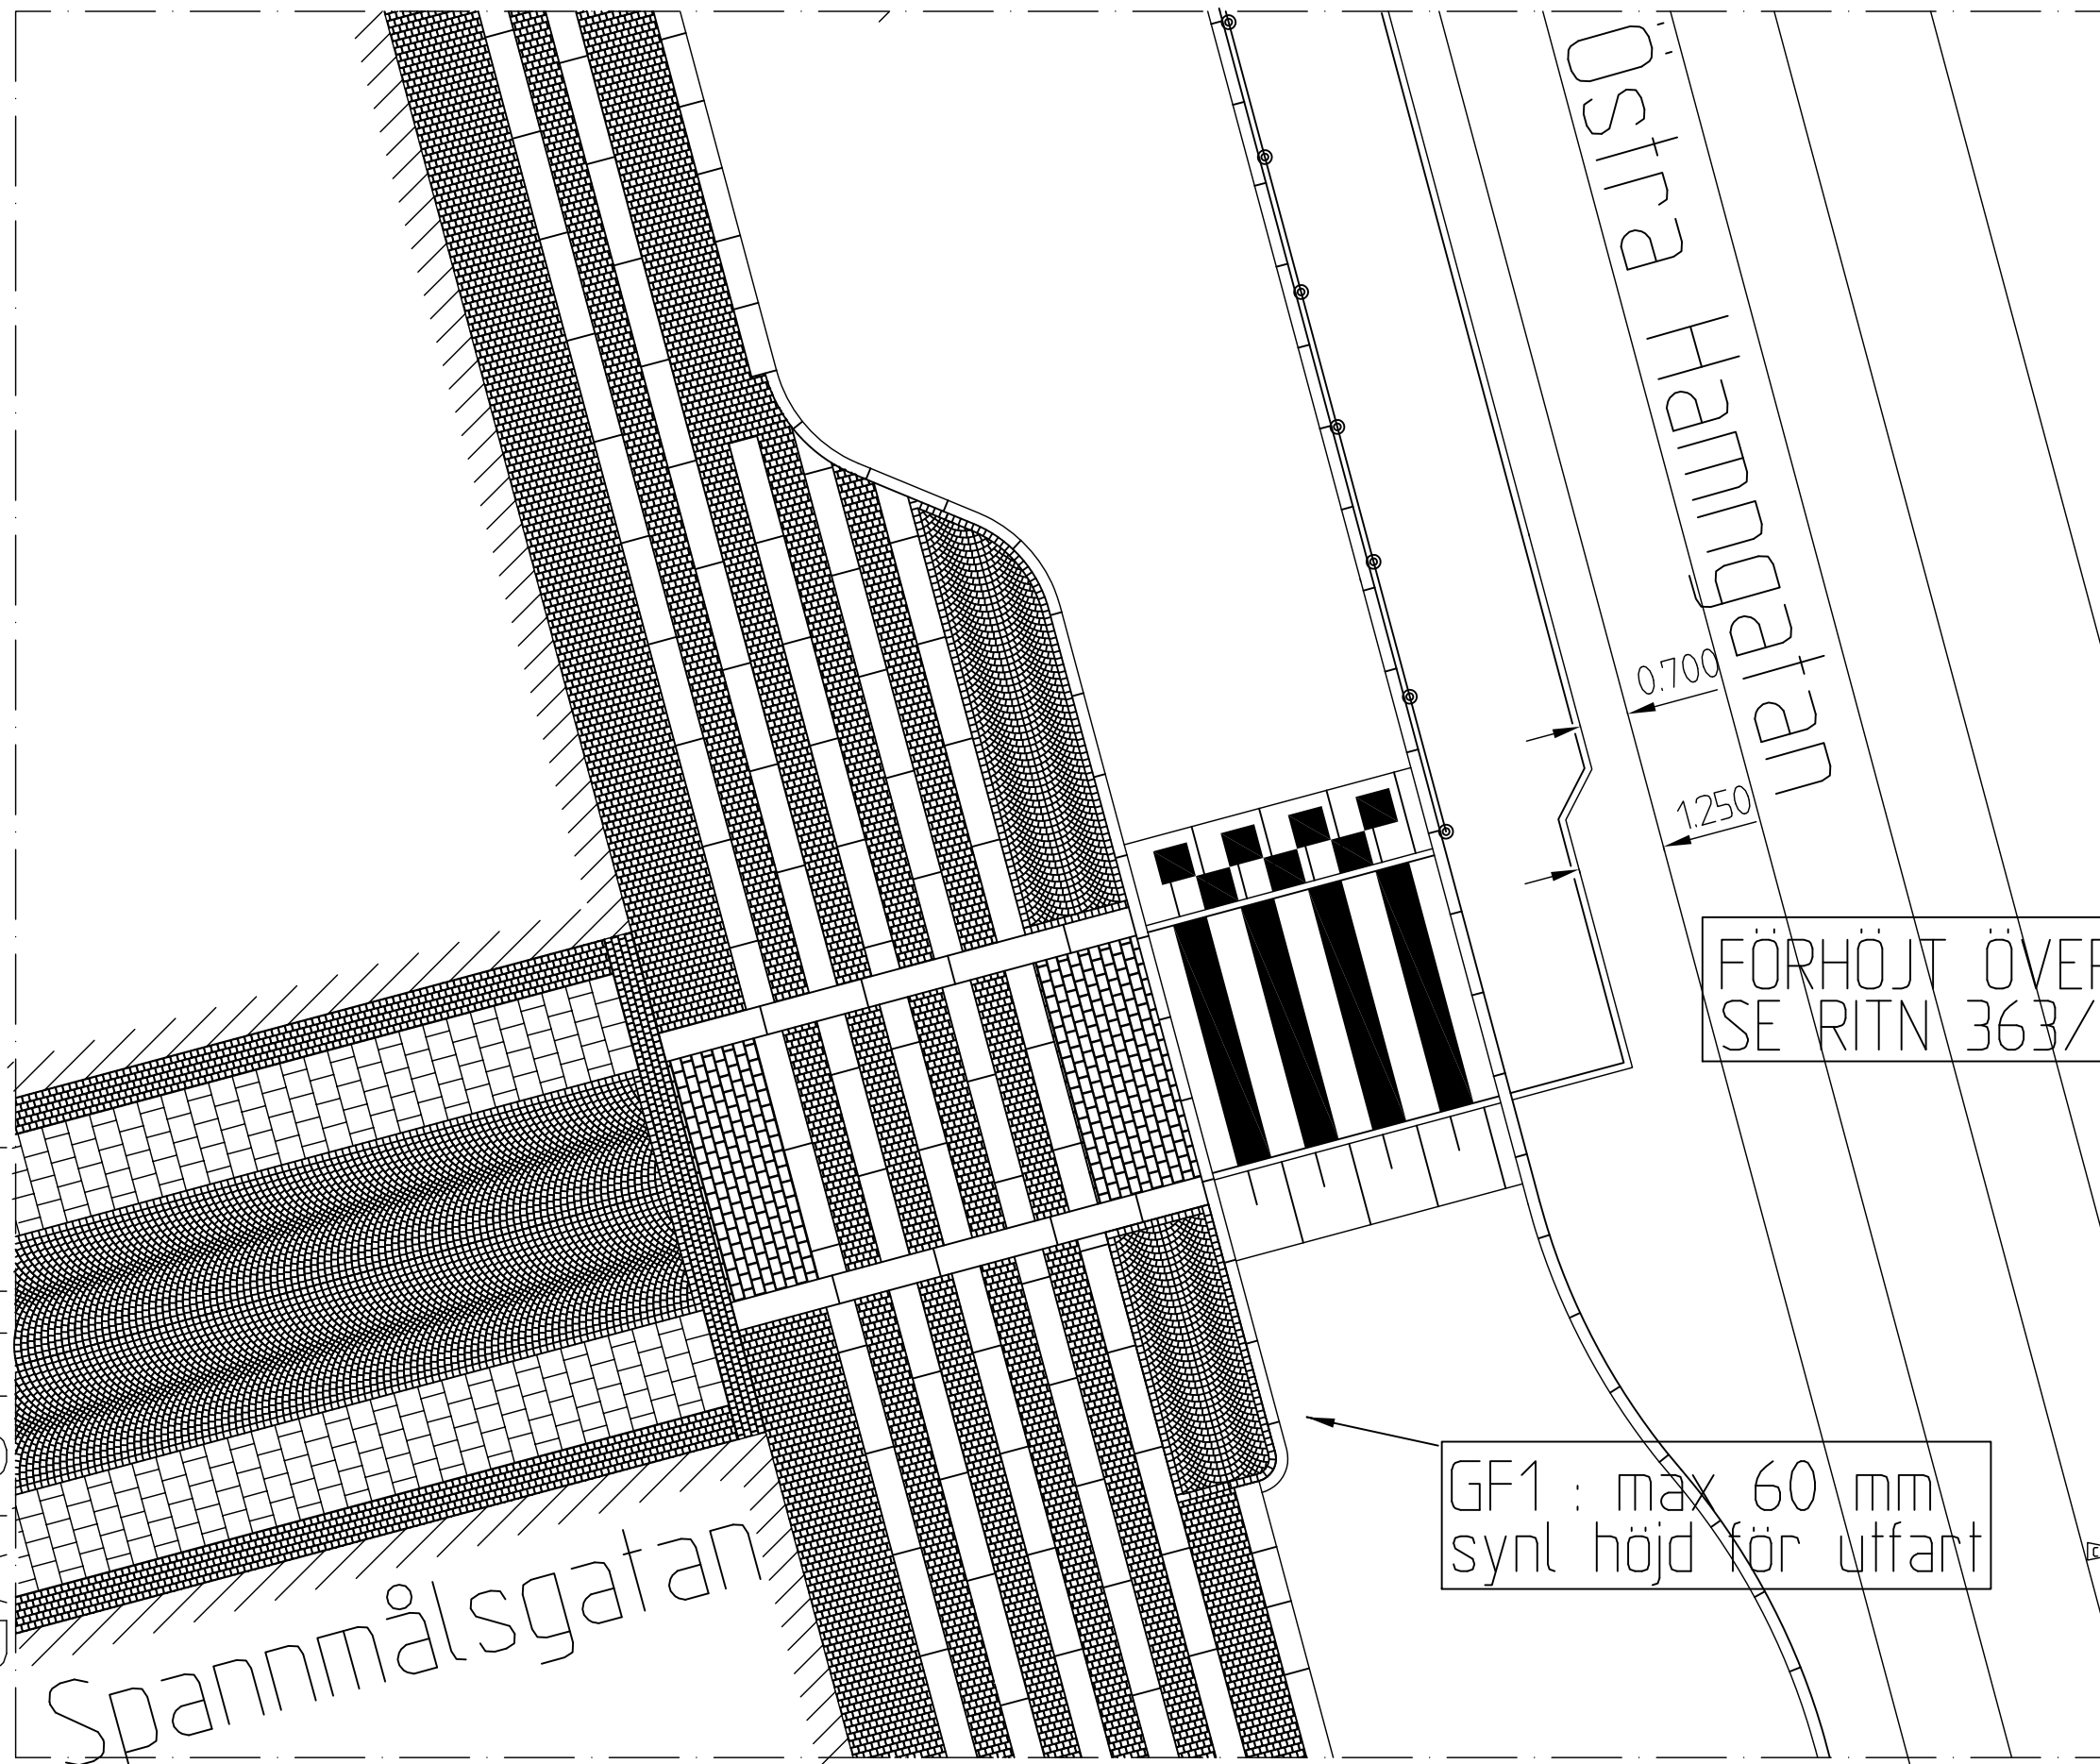 Östra Hamngatan
0.700
1.250
FÖRHÖJT
SE RITN 363/
GF1 : max 60 mm
synl höjd för utfart
Spannmålsgatan